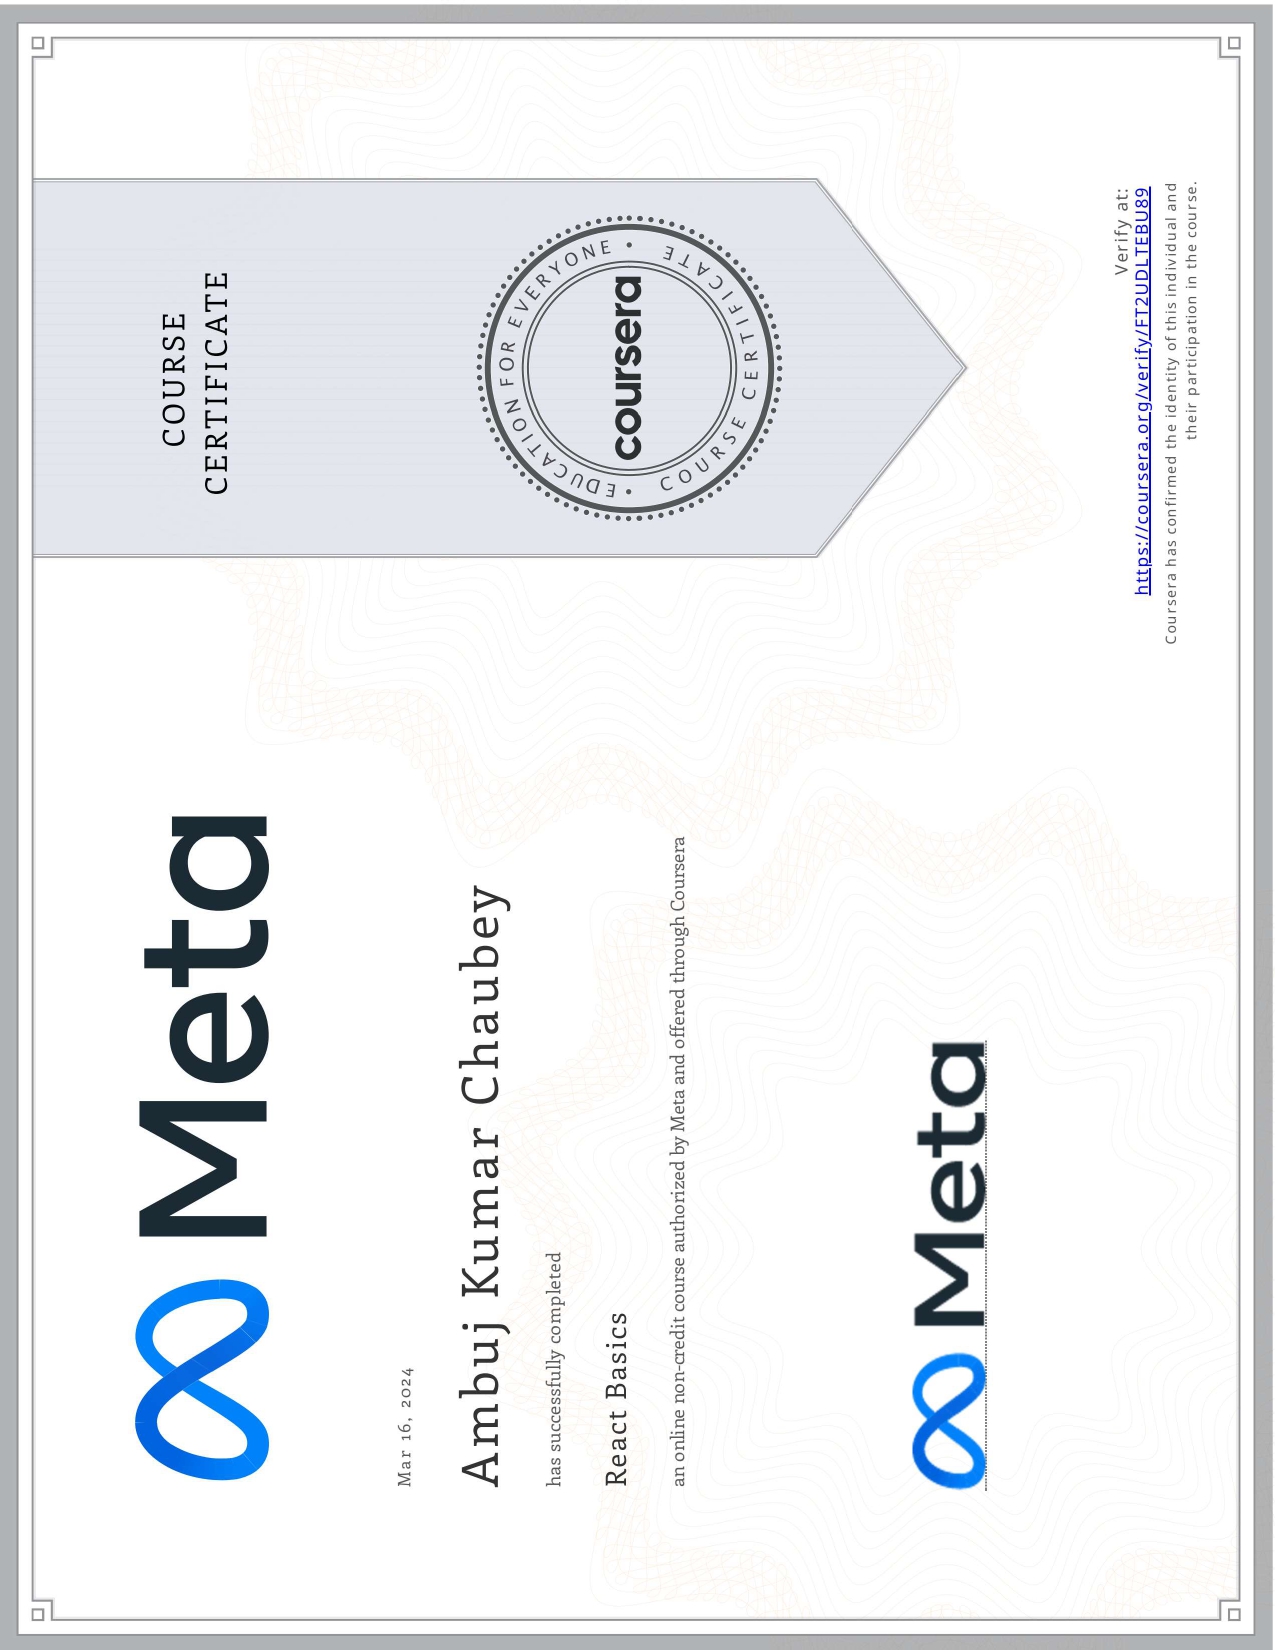 Meta
Mar 16, 2024
Ambuj Kumar Chaubey
has successfully completed
React Basics
an online non-credit course authorized by Meta and offered through Coursera
Meta
COURSE
CERTIFICATE
EDUCATION FOR EVERYONE
coursera
COURSE CERTIFICATE
Verify at:
https://coursera.org/verify/FT2UDLTEBU89
Coursera has confirmed the identity of this individual and
their participation in the course.